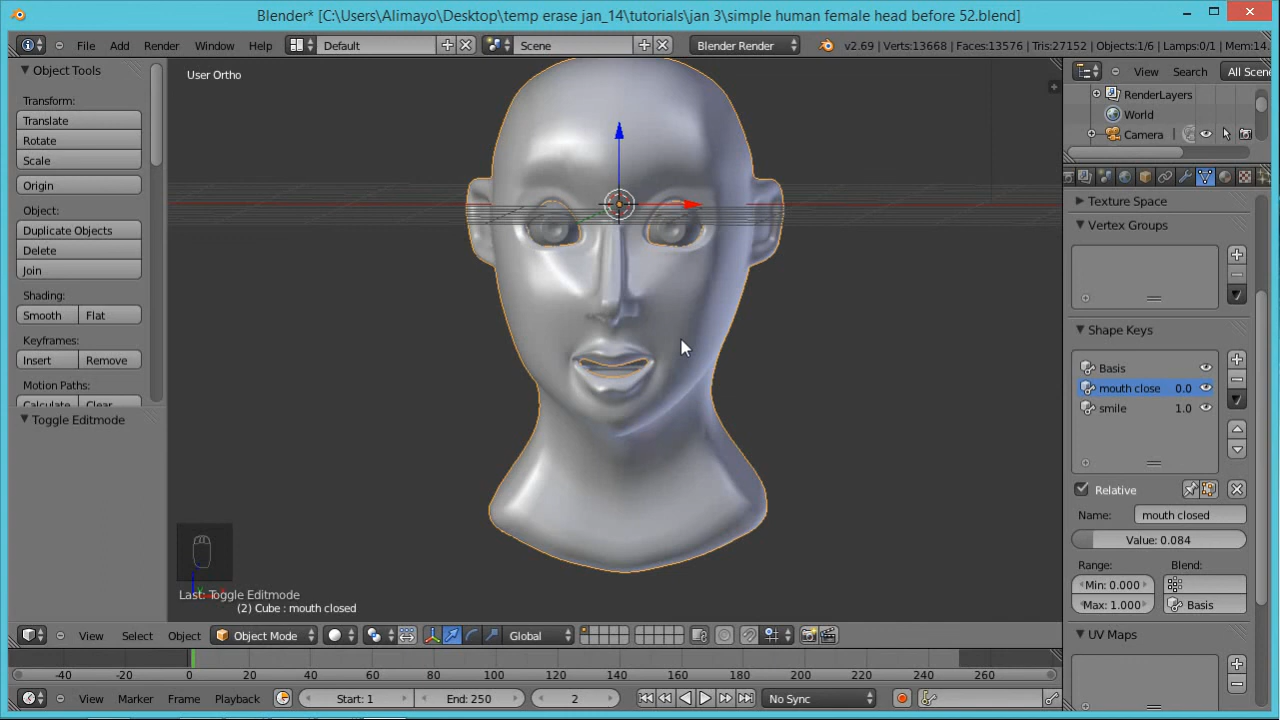 Blender* [C:\Users\Alimayo\Desktop\temp erase jan_14\tutorials\jan 3\simple human female head before 52.blend]
File Render Window Help Default Scene Blender Render v2.69 | Verts:13668 | Faces:13576 | Tris:27152 | Objects:1/6 | Lamps:0/1 | Mem:14.
Object Tools
Transform:
Translate
Rotate
Scale
Origin
Object:
Duplicate Objects
Delete
Join
Shading:
Smooth Flat
Keyframes:
Insert Remove
Motion Paths:
Calculate Clear
Toggle Editmode
User Ortho
Last: Toggle Editmode
(2) Cube : mouth closed
View Search All Scene
RenderLayers
World
Camera
Texture Space
Vertex Groups
Shape Keys
Basis
mouth close 0.0
smile 1.0
Relative
Name: mouth closed
Value: 0.084
Range: Blend:
Min: 0.000
Max: 1.000 Basis
UV Maps
View Select Object Object Mode Global
-40 -20 0 20 40 60 80 100 120 140 160 180 200 220 240 260
View Marker Frame Playback Start: 1 End: 250 2 No Sync